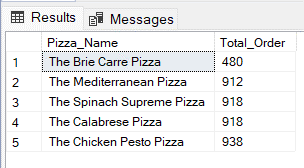 Results Messages
Pizza_Name Total_Order
1 The Brie Carre Pizza 480
2 The Mediterranean Pizza 912
3 The Spinach Supreme Pizza 918
4 The Calabrese Pizza 918
5 The Chicken Pesto Pizza 938